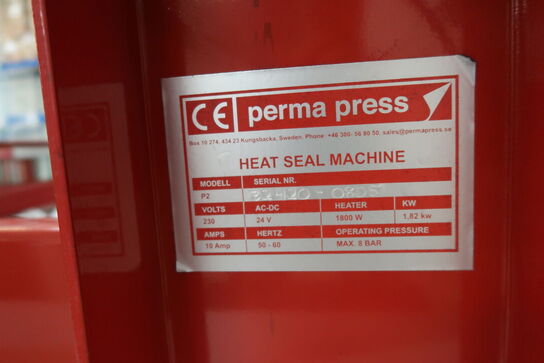 CE perma press
Box 10 274, 434 23 Kungsbacka, Sweden. Phone +46 300- 56 80 50, sales@permapress.se
HEAT SEAL MACHINE
MODELL SERIAL NR.
P2
VOLTS AC-DC HEATER KW
230 24 V 1800 W 1,82 kw
AMPS HERTZ OPERATING PRESSURE
10 Amp 50 - 60 MAX. 8 BAR